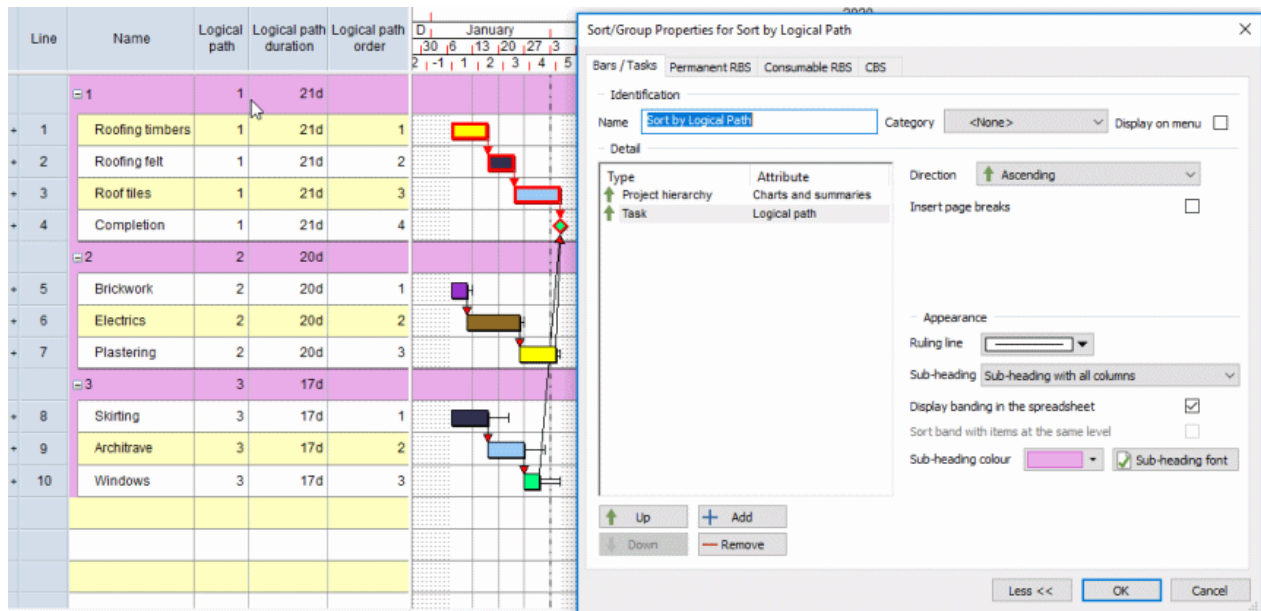 2020
Line Name Logical path Logical path duration Logical path order
D January
30 6 13 20 27 3
2 -1 1 2 3 4 5
1 1 21d
1 Roofing timbers 1 21d 1
2 Roofing felt 1 21d 2
3 Roof tiles 1 21d 3
4 Completion 1 21d 4
2 2 20d
5 Brickwork 2 20d 1
6 Electrics 2 20d 2
7 Plastering 2 20d 3
3 3 17d
8 Skirting 3 17d 1
9 Architrave 3 17d 2
10 Windows 3 17d 3
Sort/Group Properties for Sort by Logical Path
Bars / Tasks Permanent RBS Consumable RBS CBS
Identification
Name Sort by Logical Path Category <None> Display on menu
Detail
Type Attribute
Project hierarchy Charts and summaries
Task Logical path
Direction Ascending
Insert page breaks
Appearance
Ruling line
Sub-heading Sub-heading with all columns
Display banding in the spreadsheet
Sort band with items at the same level
Sub-heading colour Sub-heading font
Up Add
Down Remove
Less << OK Cancel